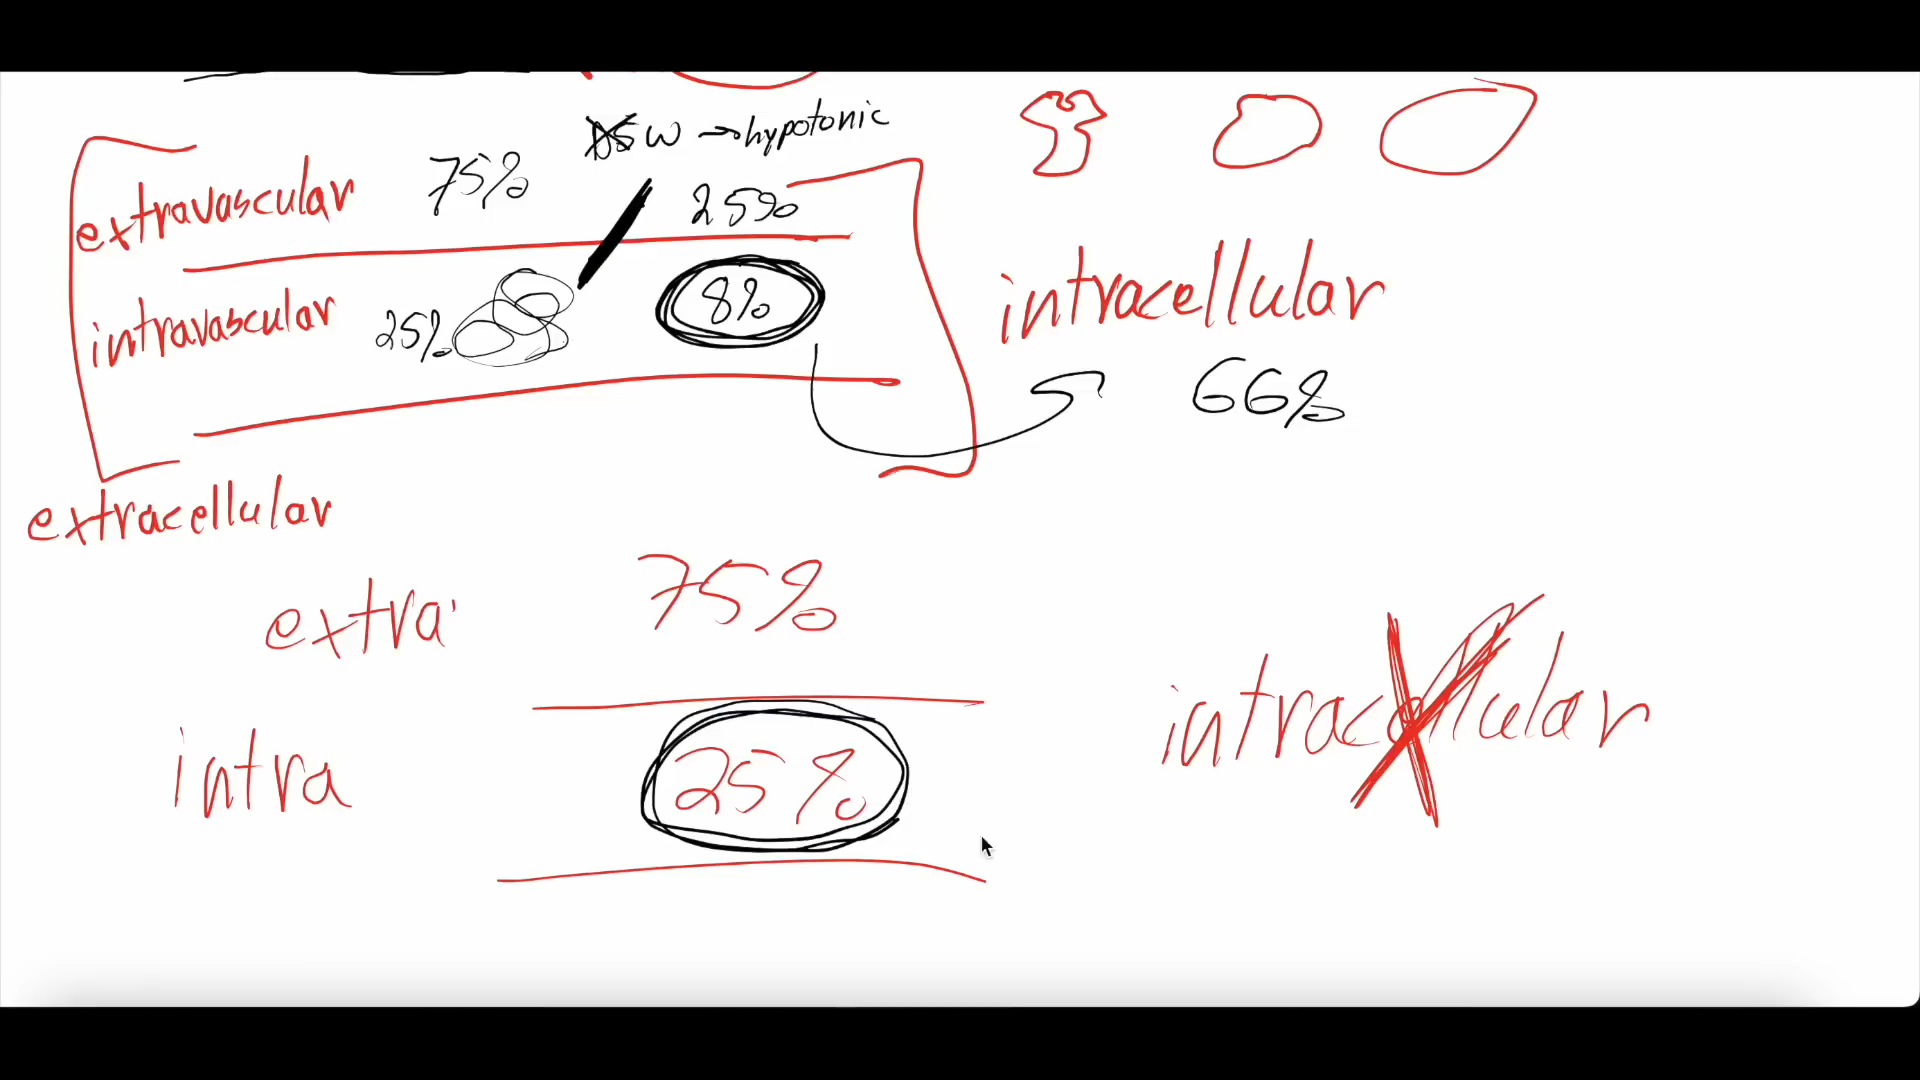 D5W → hypotonic
extravascular 75% 25%
intravascular 25% 8%
intracellular
66%
extracellular
extra 75%
intra 25%
intracellular